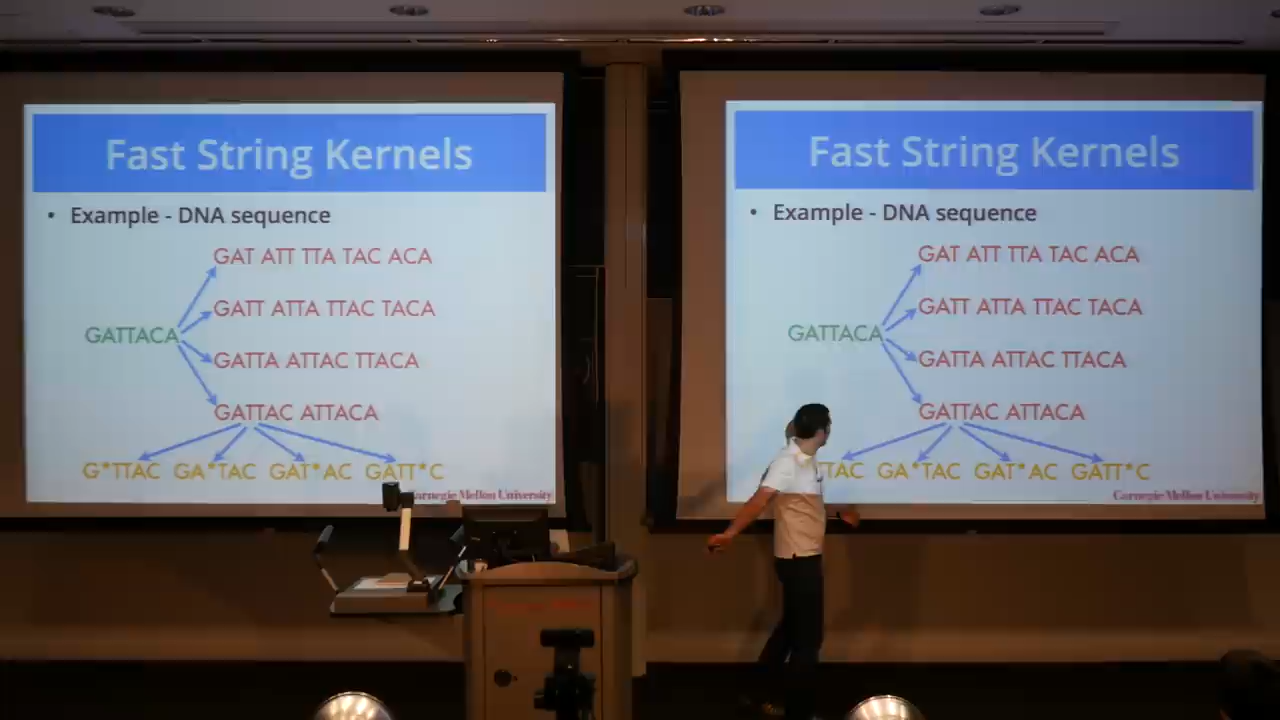 Fast String Kernels
• Example - DNA sequence
GAT ATT TTA TAC ACA
GATT ATTA TTAC TACA
GATTACA
GATTA ATTAC TTACA
GATTAC ATTACA
G*TTAC GA*TAC GAT*AC GATT*C
Carnegie Mellon University
Fast String Kernels
• Example - DNA sequence
GAT ATT TTA TAC ACA
GATT ATTA TTAC TACA
GATTACA
GATTA ATTAC TTACA
GATTAC ATTACA
TTAC GA*TAC GAT*AC GATT*C
Carnegie Mellon University